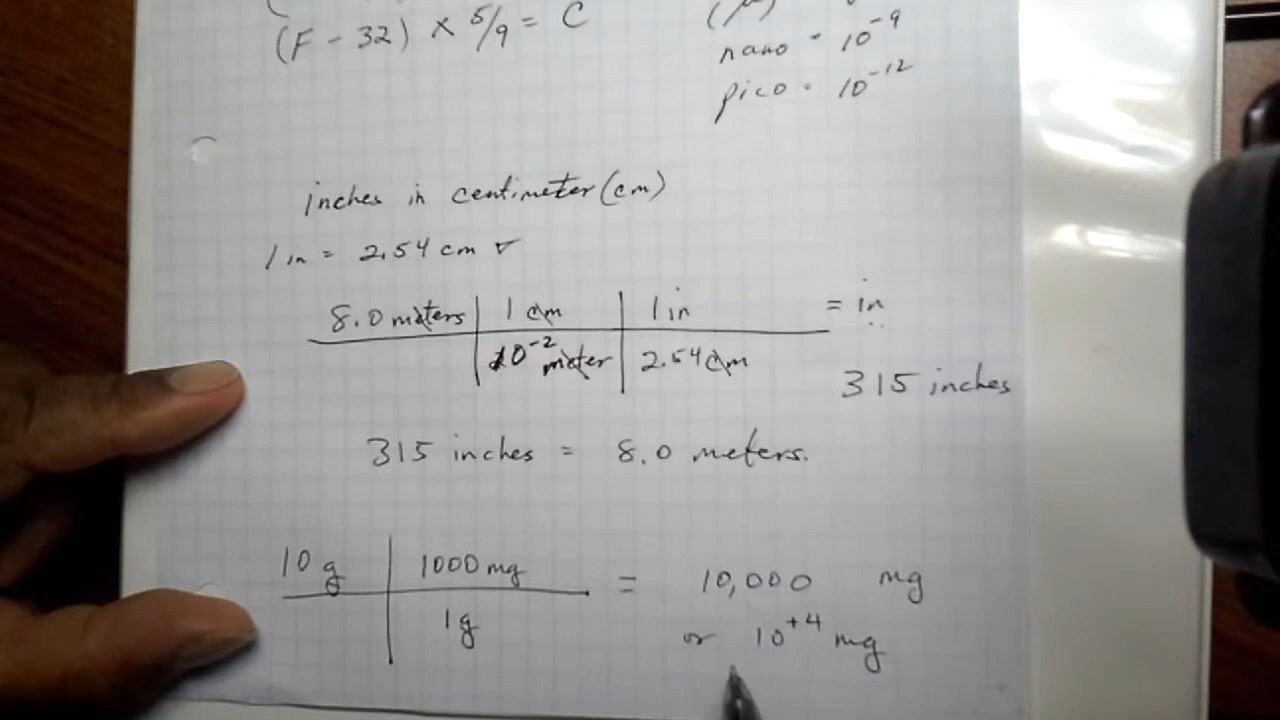 (F - 32) × 5/9 = C
(μ)
nano - 10⁻⁹
pico - 10⁻¹²
inches in centimeter (cm)
1 in = 2.54 cm
8.0 meters | 1 cm | 1 in = in
10⁻² meter | 2.54 cm
315 inches
315 inches = 8.0 meters.
10 g | 1000 mg = 10,000 mg
1 g
or 10⁺⁴ mg